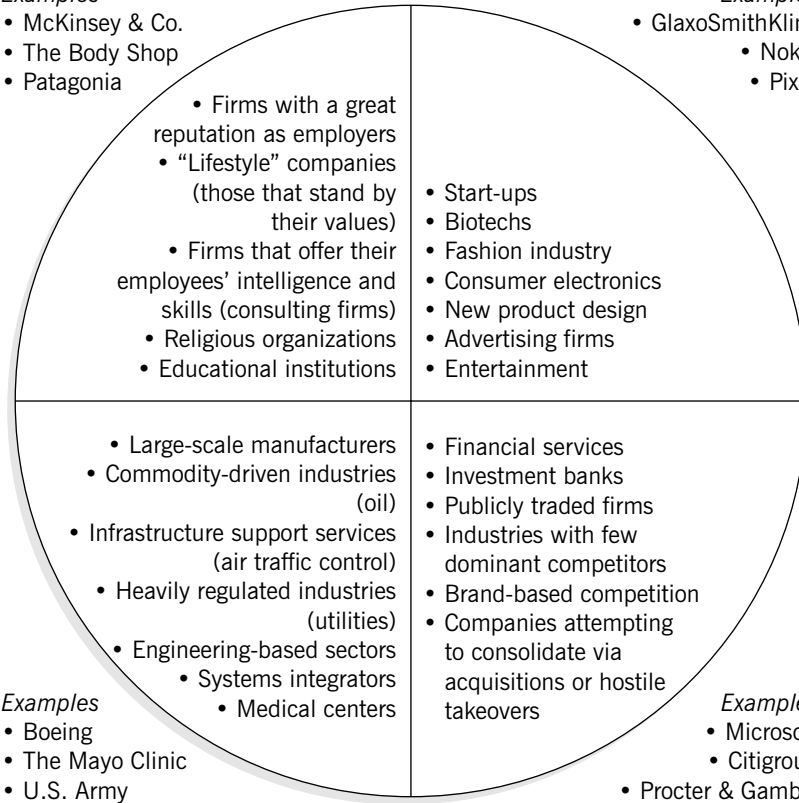 Examples
• McKinsey & Co.
• The Body Shop
• Patagonia
Example
• GlaxoSmithKlin
• Nok
• Pix
• Firms with a great
reputation as employers
• “Lifestyle” companies
(those that stand by
their values)
• Firms that offer their
employees’ intelligence and
skills (consulting firms)
• Religious organizations
• Educational institutions
• Start-ups
• Biotechs
• Fashion industry
• Consumer electronics
• New product design
• Advertising firms
• Entertainment
• Large-scale manufacturers
• Commodity-driven industries
(oil)
• Infrastructure support services
(air traffic control)
• Heavily regulated industries
(utilities)
• Engineering-based sectors
• Systems integrators
• Medical centers
• Financial services
• Investment banks
• Publicly traded firms
• Industries with few
dominant competitors
• Brand-based competition
• Companies attempting
to consolidate via
acquisitions or hostile
takeovers
Examples
• Boeing
• The Mayo Clinic
• U.S. Army
Example
• Microso
• Citigrou
• Procter & Gamb